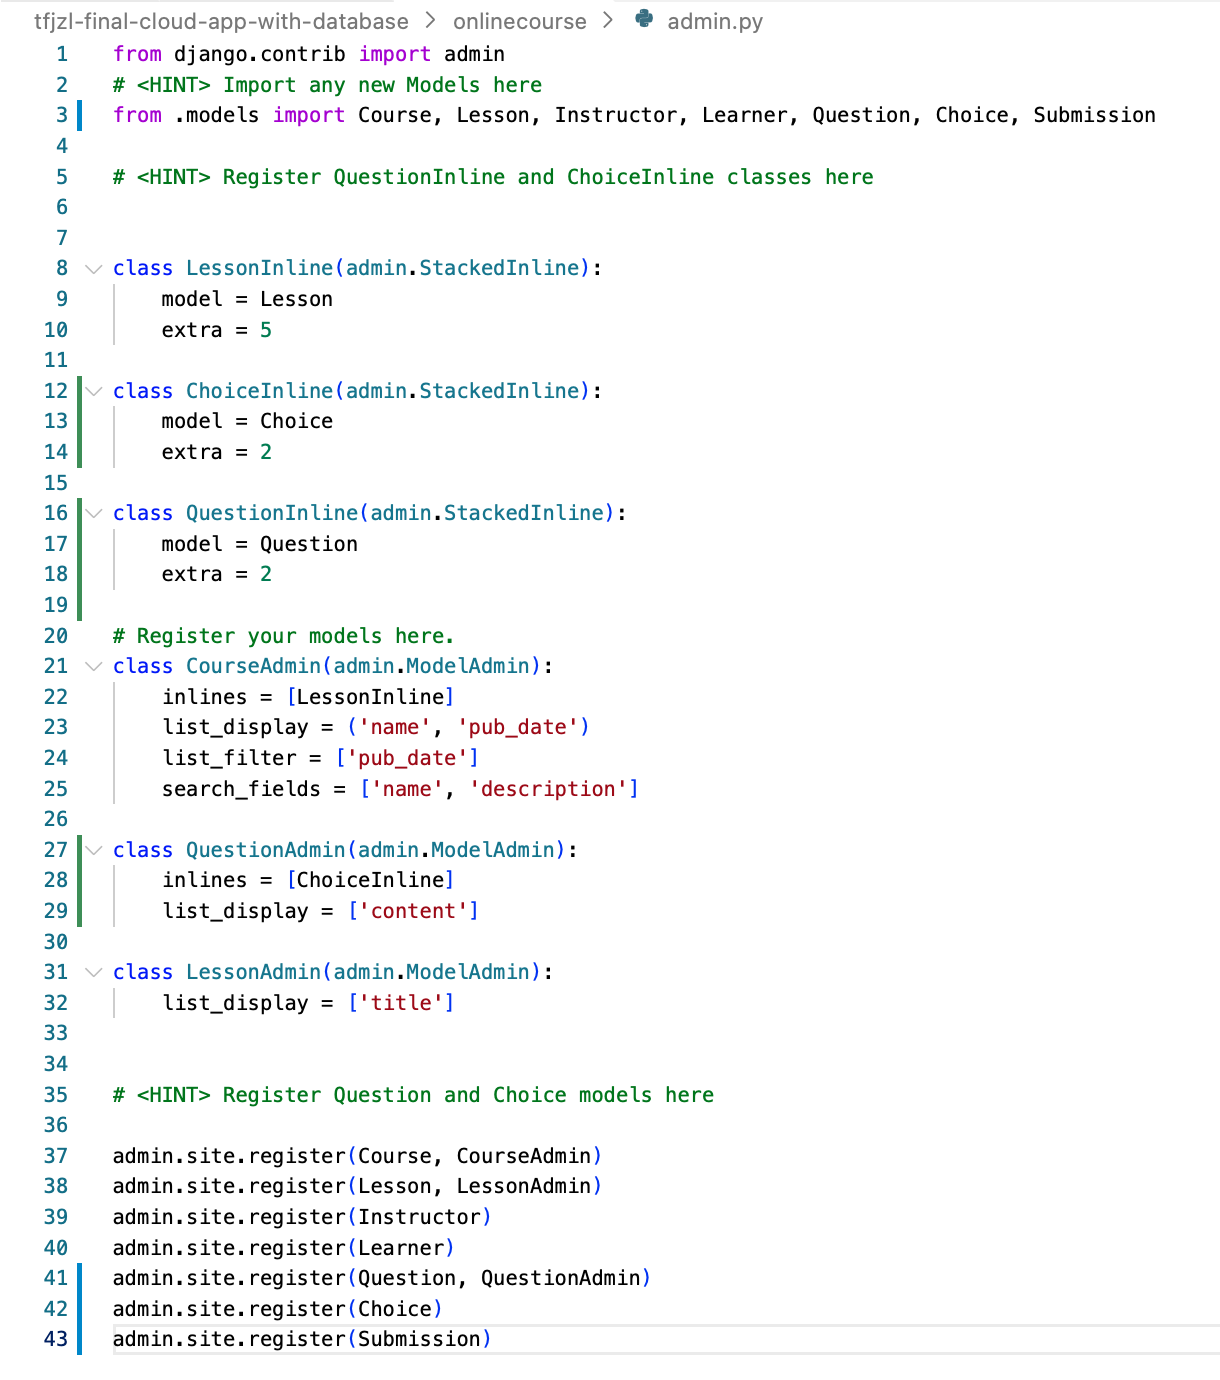 tfjzl-final-cloud-app-with-database > onlinecourse > admin.py
1 from django.contrib import admin
2 # <HINT> Import any new Models here
3 from .models import Course, Lesson, Instructor, Learner, Question, Choice, Submission
4
5 # <HINT> Register QuestionInline and ChoiceInline classes here
6
7
8 class LessonInline(admin.StackedInline):
9     model = Lesson
10     extra = 5
11
12 class ChoiceInline(admin.StackedInline):
13     model = Choice
14     extra = 2
15
16 class QuestionInline(admin.StackedInline):
17     model = Question
18     extra = 2
19
20 # Register your models here.
21 class CourseAdmin(admin.ModelAdmin):
22     inlines = [LessonInline]
23     list_display = ('name', 'pub_date')
24     list_filter = ['pub_date']
25     search_fields = ['name', 'description']
26
27 class QuestionAdmin(admin.ModelAdmin):
28     inlines = [ChoiceInline]
29     list_display = ['content']
30
31 class LessonAdmin(admin.ModelAdmin):
32     list_display = ['title']
33
34
35 # <HINT> Register Question and Choice models here
36
37 admin.site.register(Course, CourseAdmin)
38 admin.site.register(Lesson, LessonAdmin)
39 admin.site.register(Instructor)
40 admin.site.register(Learner)
41 admin.site.register(Question, QuestionAdmin)
42 admin.site.register(Choice)
43 admin.site.register(Submission)